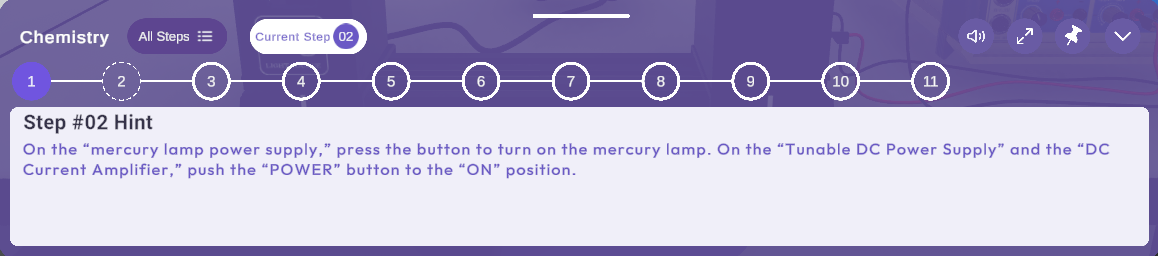 Chemistry
All Steps
Current Step 02
1 2 3 4 5 6 7 8 9 10 11
Step #02 Hint
On the “mercury lamp power supply,” press the button to turn on the mercury lamp. On the “Tunable DC Power Supply” and the “DC
Current Amplifier,” push the “POWER” button to the “ON” position.